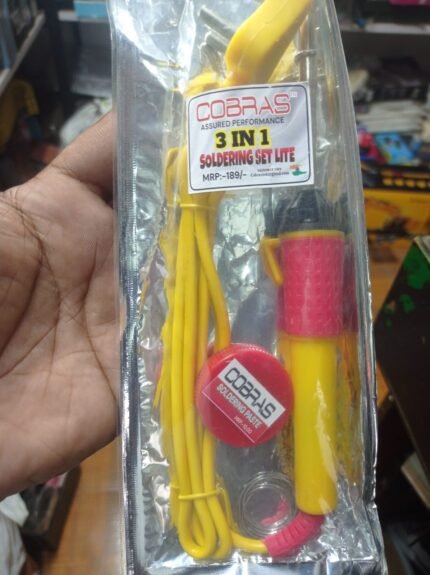 COBRAS
ASSURED PERFORMANCE
3 IN 1
SOLDERING SET LITE
MRP:-189/-
COBRAS
SOLDERING PASTE